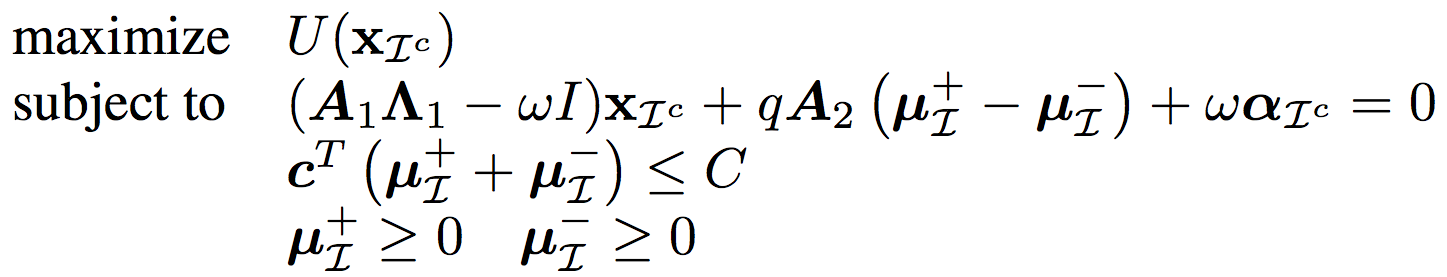 maximize U(𝐱_{ℐ^c})
subject to (𝑨₁𝚲₁ − ωI)𝐱_{ℐ^c} + q𝑨₂ (𝝁_ℐ^+ − 𝝁_ℐ^−) + ω𝜶_{ℐ^c} = 0
𝒄^T (𝝁_ℐ^+ + 𝝁_ℐ^−) ≤ C
𝝁_ℐ^+ ≥ 0 𝝁_ℐ^− ≥ 0